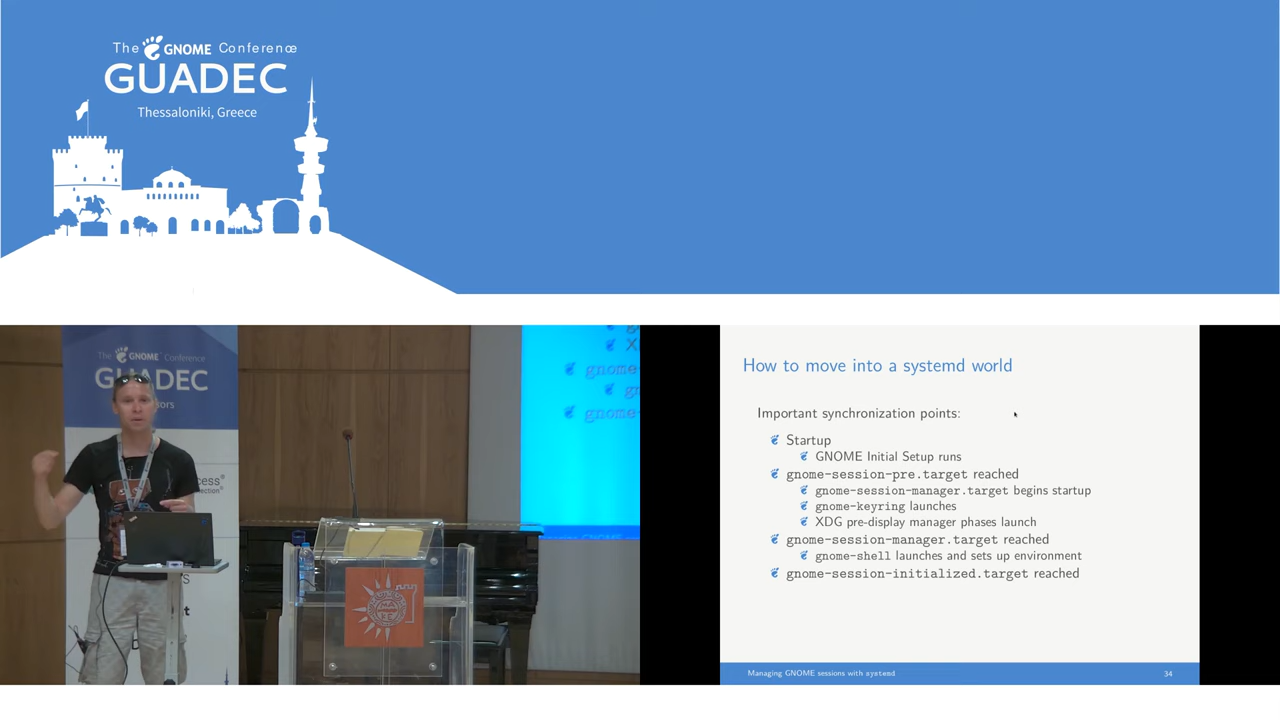 The GNOME Conference
GUADEC
Thessaloniki, Greece
The GNOME Conference
GUADEC
gnome-
gnome-
How to move into a systemd world
Important synchronization points:
Startup
GNOME Initial Setup runs
gnome-session-pre.target reached
gnome-session-manager.target begins startup
gnome-keyring launches
XDG pre-display manager phases launch
gnome-session-manager.target reached
gnome-shell launches and sets up environment
gnome-session-initialized.target reached
Managing GNOME sessions with systemd
34